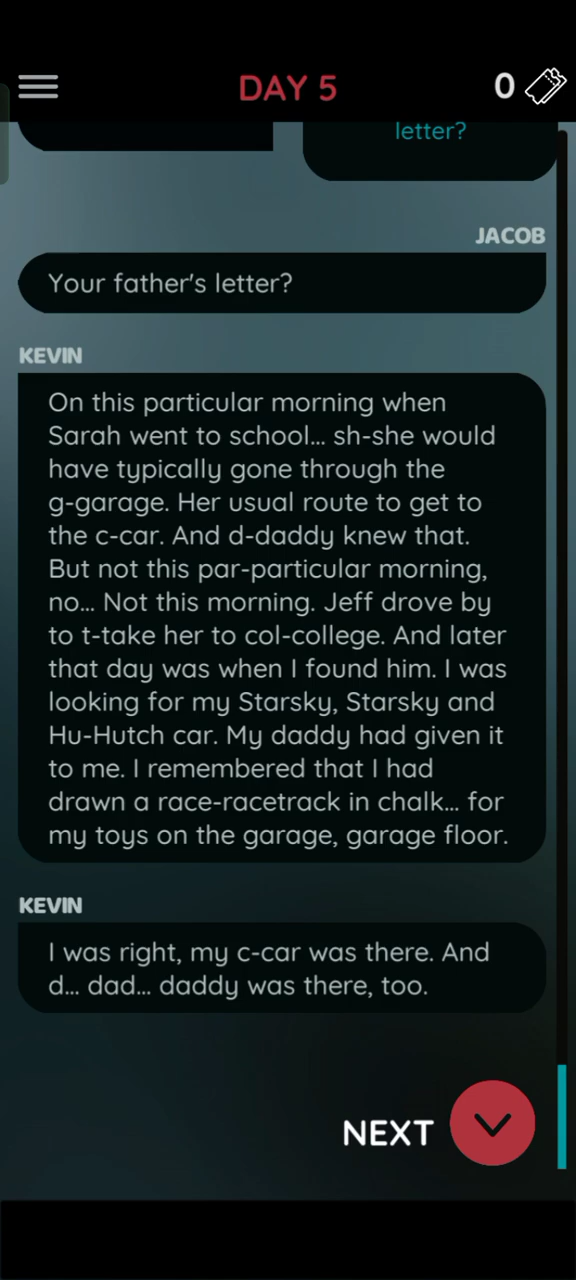 DAY 5
0
letter?
JACOB
Your father's letter?
KEVIN
On this particular morning when
Sarah went to school... sh-she would
have typically gone through the
g-garage. Her usual route to get to
the c-car. And d-daddy knew that.
But not this par-particular morning,
no... Not this morning. Jeff drove by
to t-take her to col-college. And later
that day was when I found him. I was
looking for my Starsky, Starsky and
Hu-Hutch car. My daddy had given it
to me. I remembered that I had
drawn a race-racetrack in chalk... for
my toys on the garage, garage floor.
KEVIN
I was right, my c-car was there. And
d... dad... daddy was there, too.
NEXT